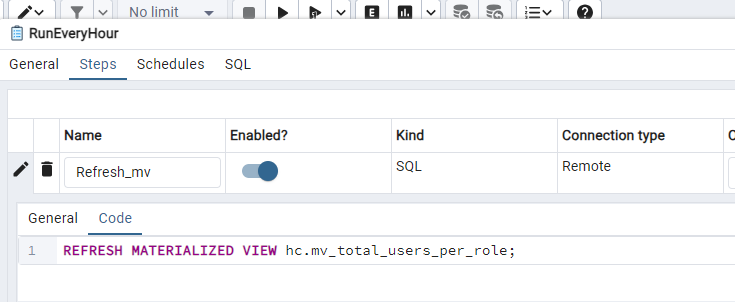 No limit
RunEveryHour
General Steps Schedules SQL
Name Enabled? Kind Connection type
Refresh_mv SQL Remote
General Code
1 REFRESH MATERIALIZED VIEW hc.mv_total_users_per_role;